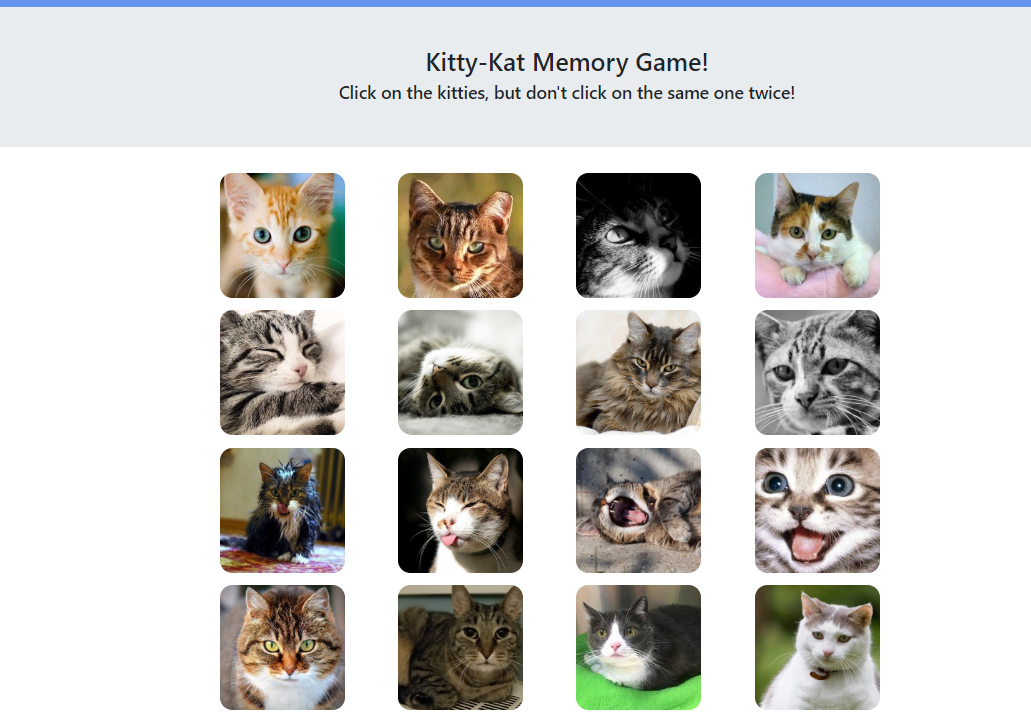 Kitty-Kat Memory Game!
Click on the kitties, but don't click on the same one twice!